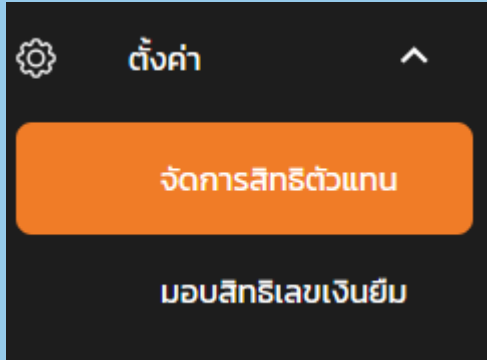 ตั้งค่า
จัดการสิทธิตัวแทน
มอบสิทธิเลขเงินยืม